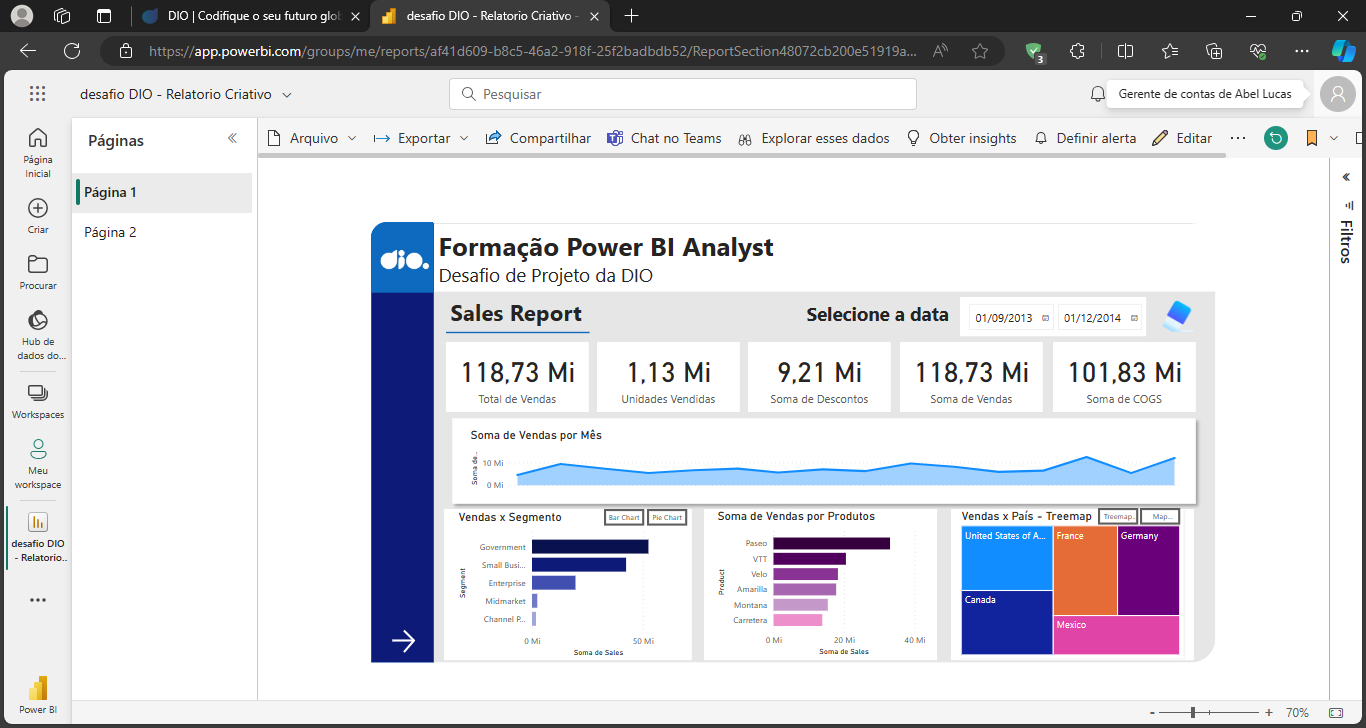 DIO | Codifique o seu futuro glob
desafio DIO - Relatorio Criativo -
https://app.powerbi.com/groups/me/reports/af41d609-b8c5-46a2-918f-25f2badbdb52/ReportSection48072cb200e51919a...
3
desafio DIO - Relatorio Criativo
Pesquisar
Gerente de contas de Abel Lucas
Página
Inicial
Criar
Procurar
Hub de
dados do...
Workspaces
Meu
workspace
desafio DIO
- Relatorio...
Power BI
Páginas
Página 1
Página 2
Arquivo
Exportar
Compartilhar
Chat no Teams
Explorar esses dados
Obter insights
Definir alerta
Editar
Filtros
dio.
Formação Power BI Analyst
Desafio de Projeto da DIO
Sales Report
Selecione a data
01/09/2013
01/12/2014
118,73 Mi
Total de Vendas
1,13 Mi
Unidades Vendidas
9,21 Mi
Soma de Descontos
118,73 Mi
Soma de Vendas
101,83 Mi
Soma de COGS
Soma de Vendas por Mês
Soma de...
10 Mi
0 Mi
Vendas x Segmento
Bar Chart
Pie Chart
Segment
Government
Small Busi...
Enterprise
Midmarket
Channel P...
0 Mi
50 Mi
Soma de Sales
Soma de Vendas por Produtos
Product
Paseo
VTT
Velo
Amarilla
Montana
Carretera
0 Mi
20 Mi
40 Mi
Soma de Sales
Vendas x País - Treemap
Treemap...
Map...
United States of A...
France
Germany
Canada
Mexico
70%